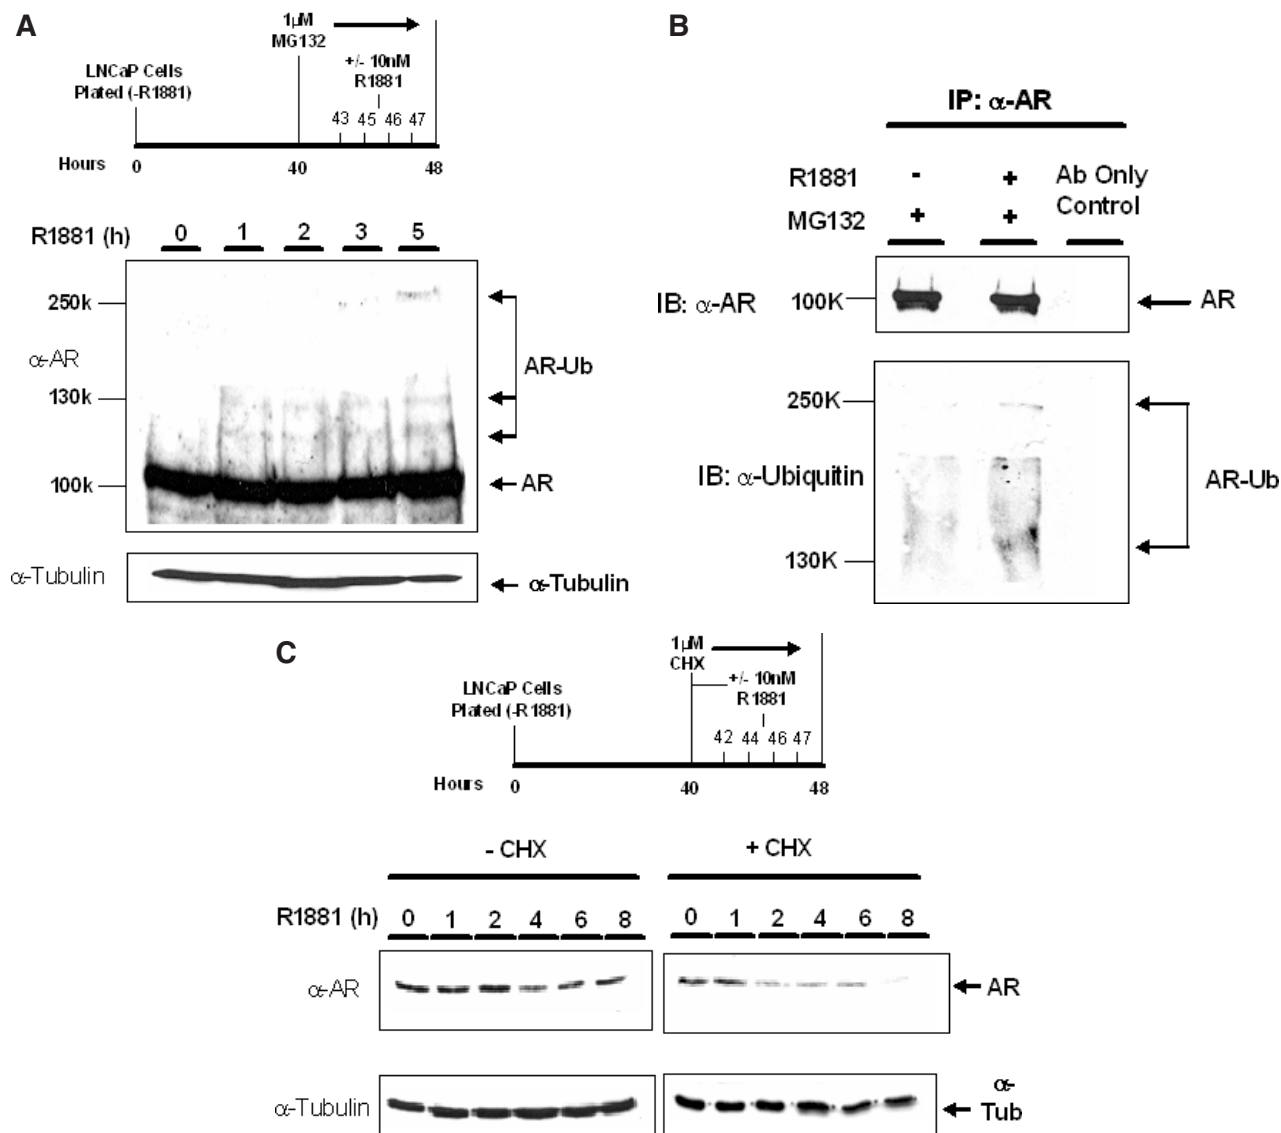 A
1µM
MG132
+/- 10nM
R1881
LNCaP Cells
Plated (-R1881)
43 45 46 47
Hours 0 40 48
R1881 (h) 0 1 2 3 5
250k
α-AR
AR-Ub
130k
100k
AR
α-Tubulin
α-Tubulin
B
IP: α-AR
R1881 - + Ab Only
MG132 + + Control
IB: α-AR 100K AR
250K
IB: α-Ubiquitin
AR-Ub
130K
C
1µM
CHX
+/- 10nM
R1881
LNCaP Cells
Plated (-R1881)
42 44 46 47
Hours 0 40 48
- CHX + CHX
R1881 (h) 0 1 2 4 6 8 0 1 2 4 6 8
α-AR AR
α-Tubulin
α-
Tub